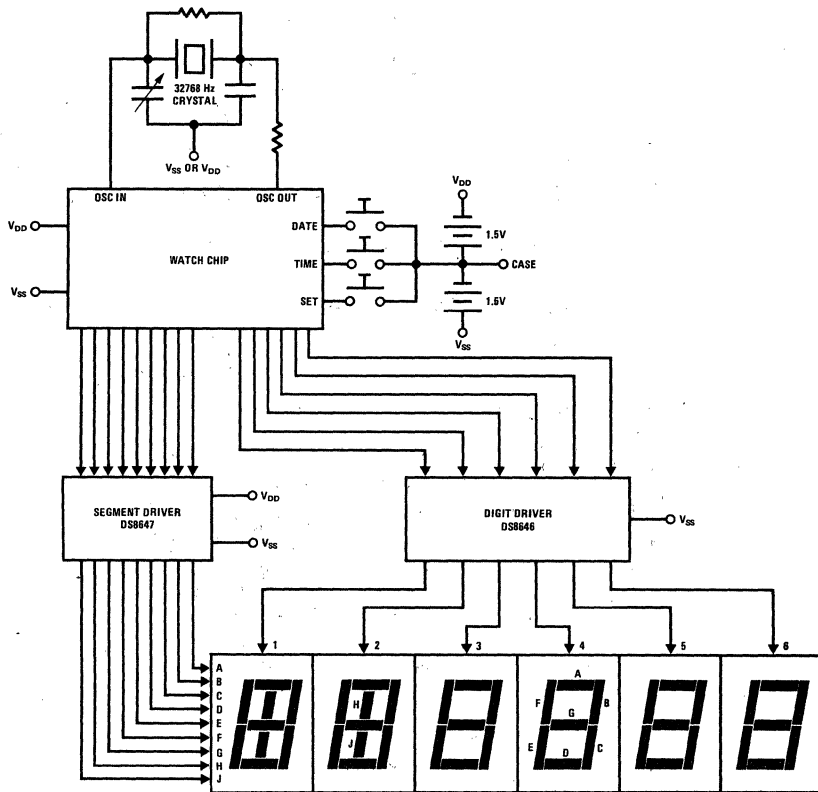 32768 Hz
CRYSTAL
VSS OR VDD
OSC IN
OSC OUT
VDD
VDD
DATE
1.5V
WATCH CHIP
TIME
CASE
VSS
SET
1.5V
VSS
SEGMENT DRIVER
DS8647
VDD
VSS
DIGIT DRIVER
DS8646
VSS
1
2
3
4
5
6
A
B
C
D
E
F
G
H
J
H
J
A
F
B
G
E
D
C